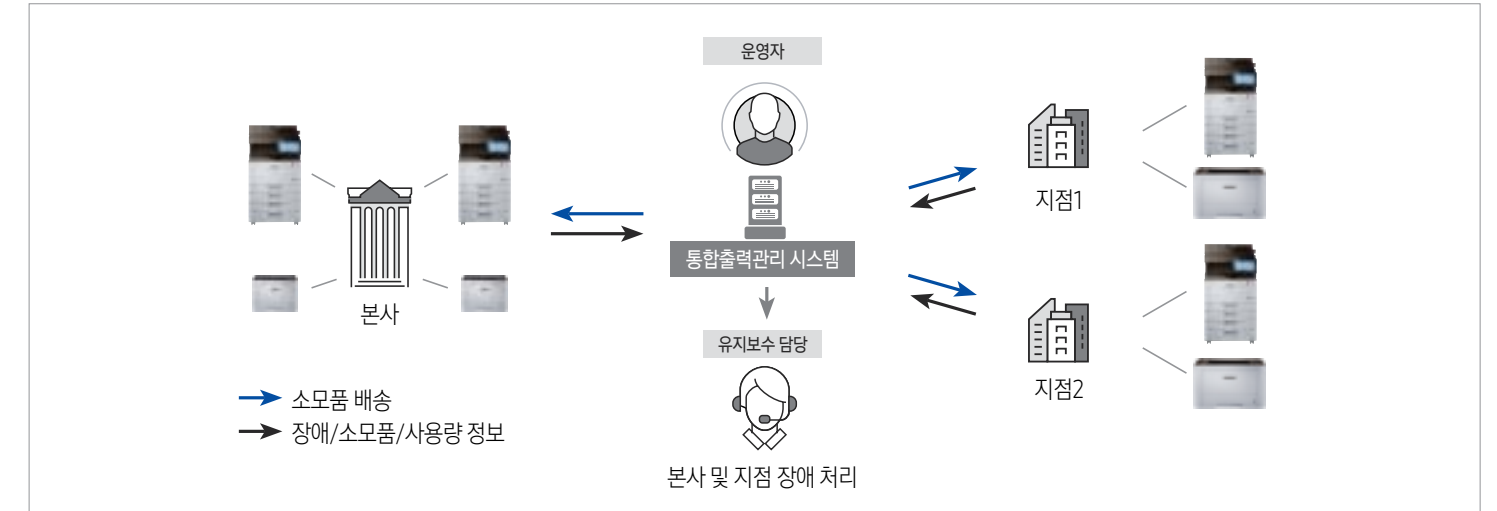 운영자
통합출력관리 시스템
본사
지점1
지점2
유지보수 담당
본사 및 지점 장애 처리
소모품 배송
장애/소모품/사용량 정보